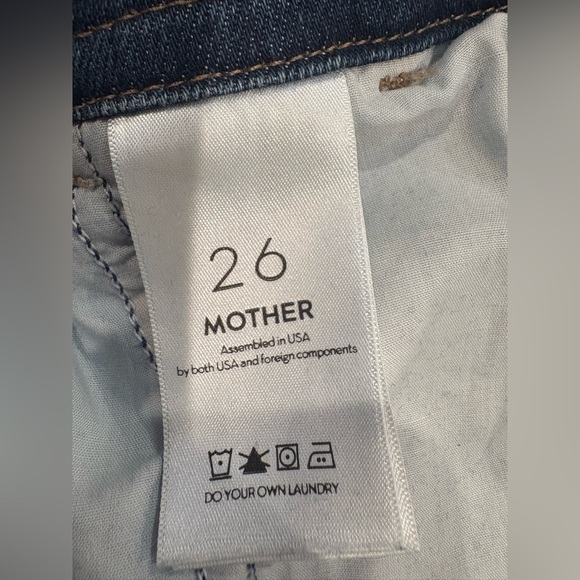 26
MOTHER
Assembled in USA
by both USA and foreign components
DO YOUR OWN LAUNDRY